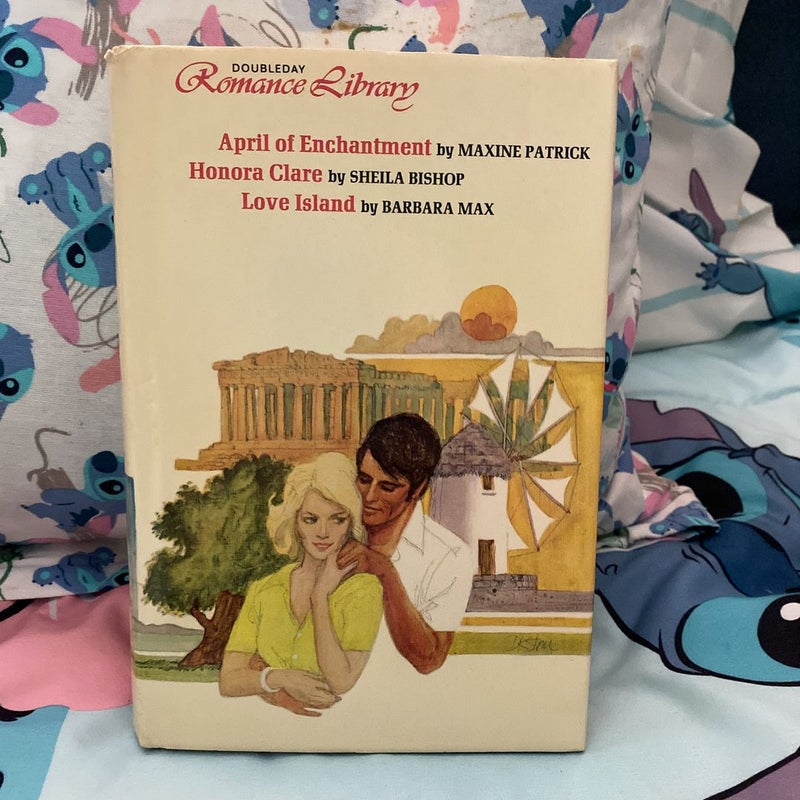 DOUBLEDAY
Romance Library
April of Enchantment by MAXINE PATRICK
Honora Clare by SHEILA BISHOP
Love Island by BARBARA MAX